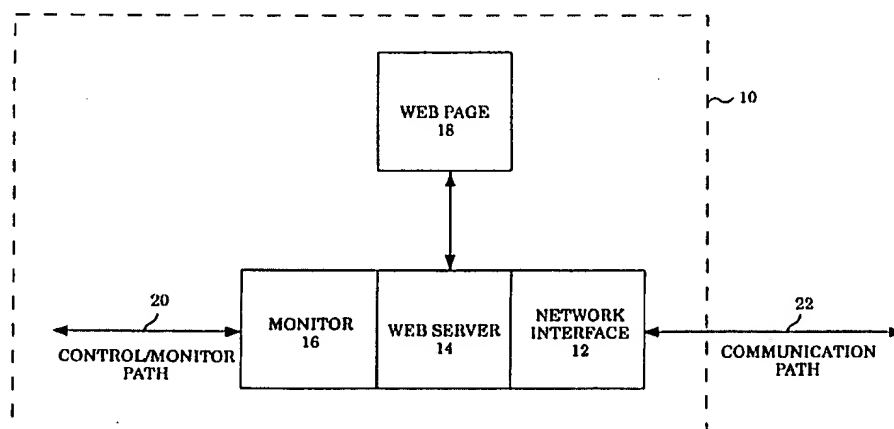 10
WEB PAGE
18
20
CONTROL/MONITOR
PATH
MONITOR
16
WEB SERVER
14
NETWORK
INTERFACE
12
22
COMMUNICATION
PATH